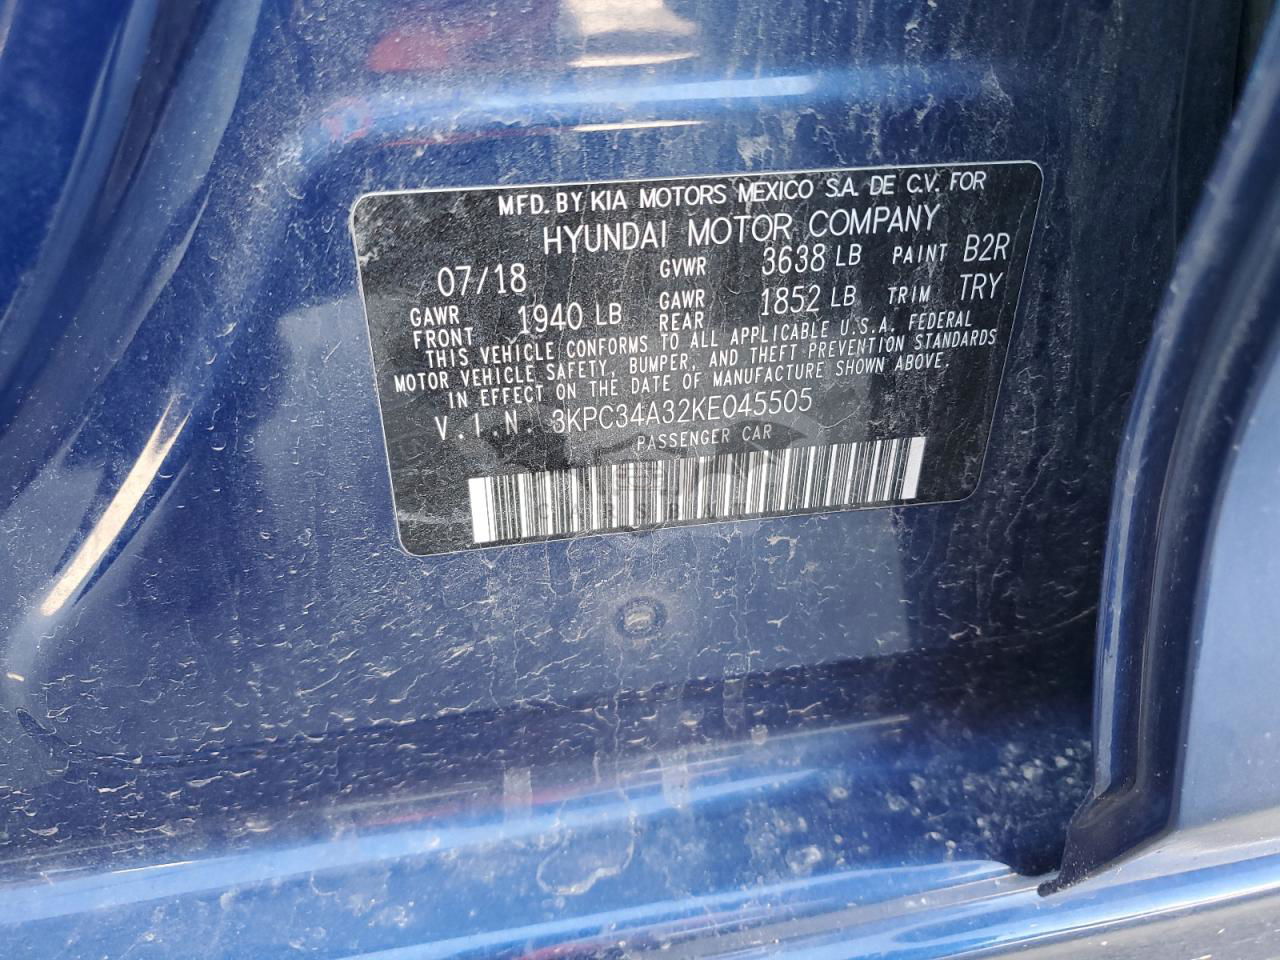 MFD. BY KIA MOTORS MEXICO S.A. DE C.V. FOR
HYUNDAI MOTOR COMPANY
07/18 GVWR 3638 LB PAINT B2R
GAWR FRONT 1940 LB GAWR REAR 1852 LB TRIM TRY
THIS VEHICLE CONFORMS TO ALL APPLICABLE U.S.A. FEDERAL
MOTOR VEHICLE SAFETY, BUMPER, AND THEFT PREVENTION STANDARDS
IN EFFECT ON THE DATE OF MANUFACTURE SHOWN ABOVE.
V.I.N. 3KPC34A32KE045505
PASSENGER CAR